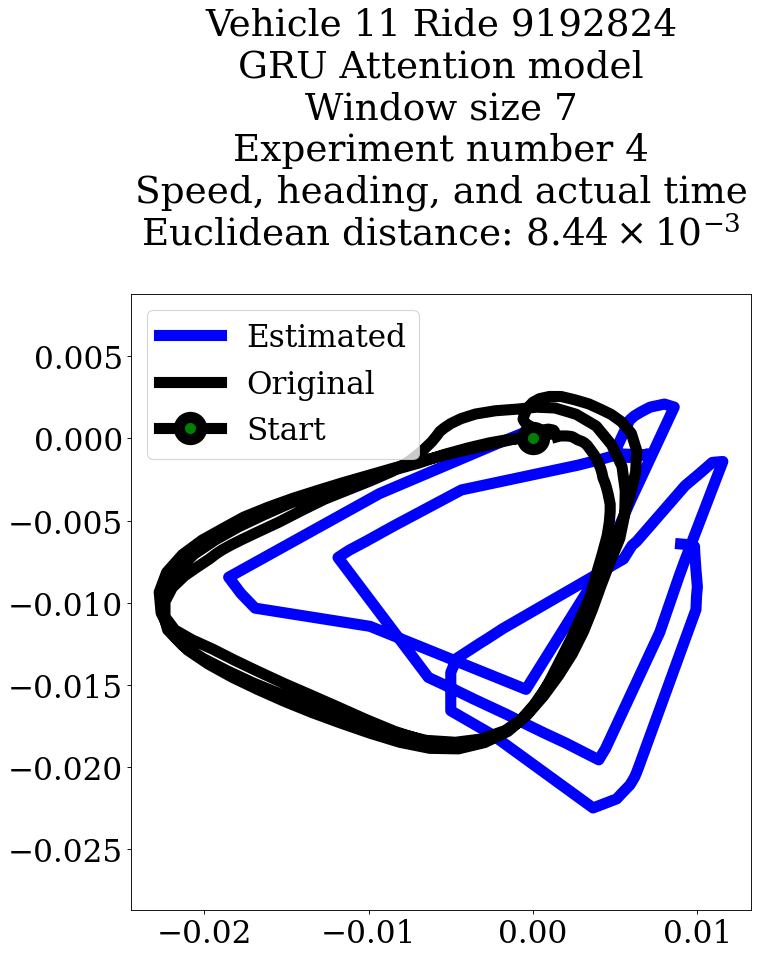 Vehicle 11 Ride 9192824
GRU Attention model
Window size 7
Experiment number 4
Speed, heading, and actual time
Euclidean distance: 8.44 × 10⁻³
Estimated
Original
Start
0.005
0.000
−0.005
−0.010
−0.015
−0.020
−0.025
−0.02 −0.01 0.00 0.01